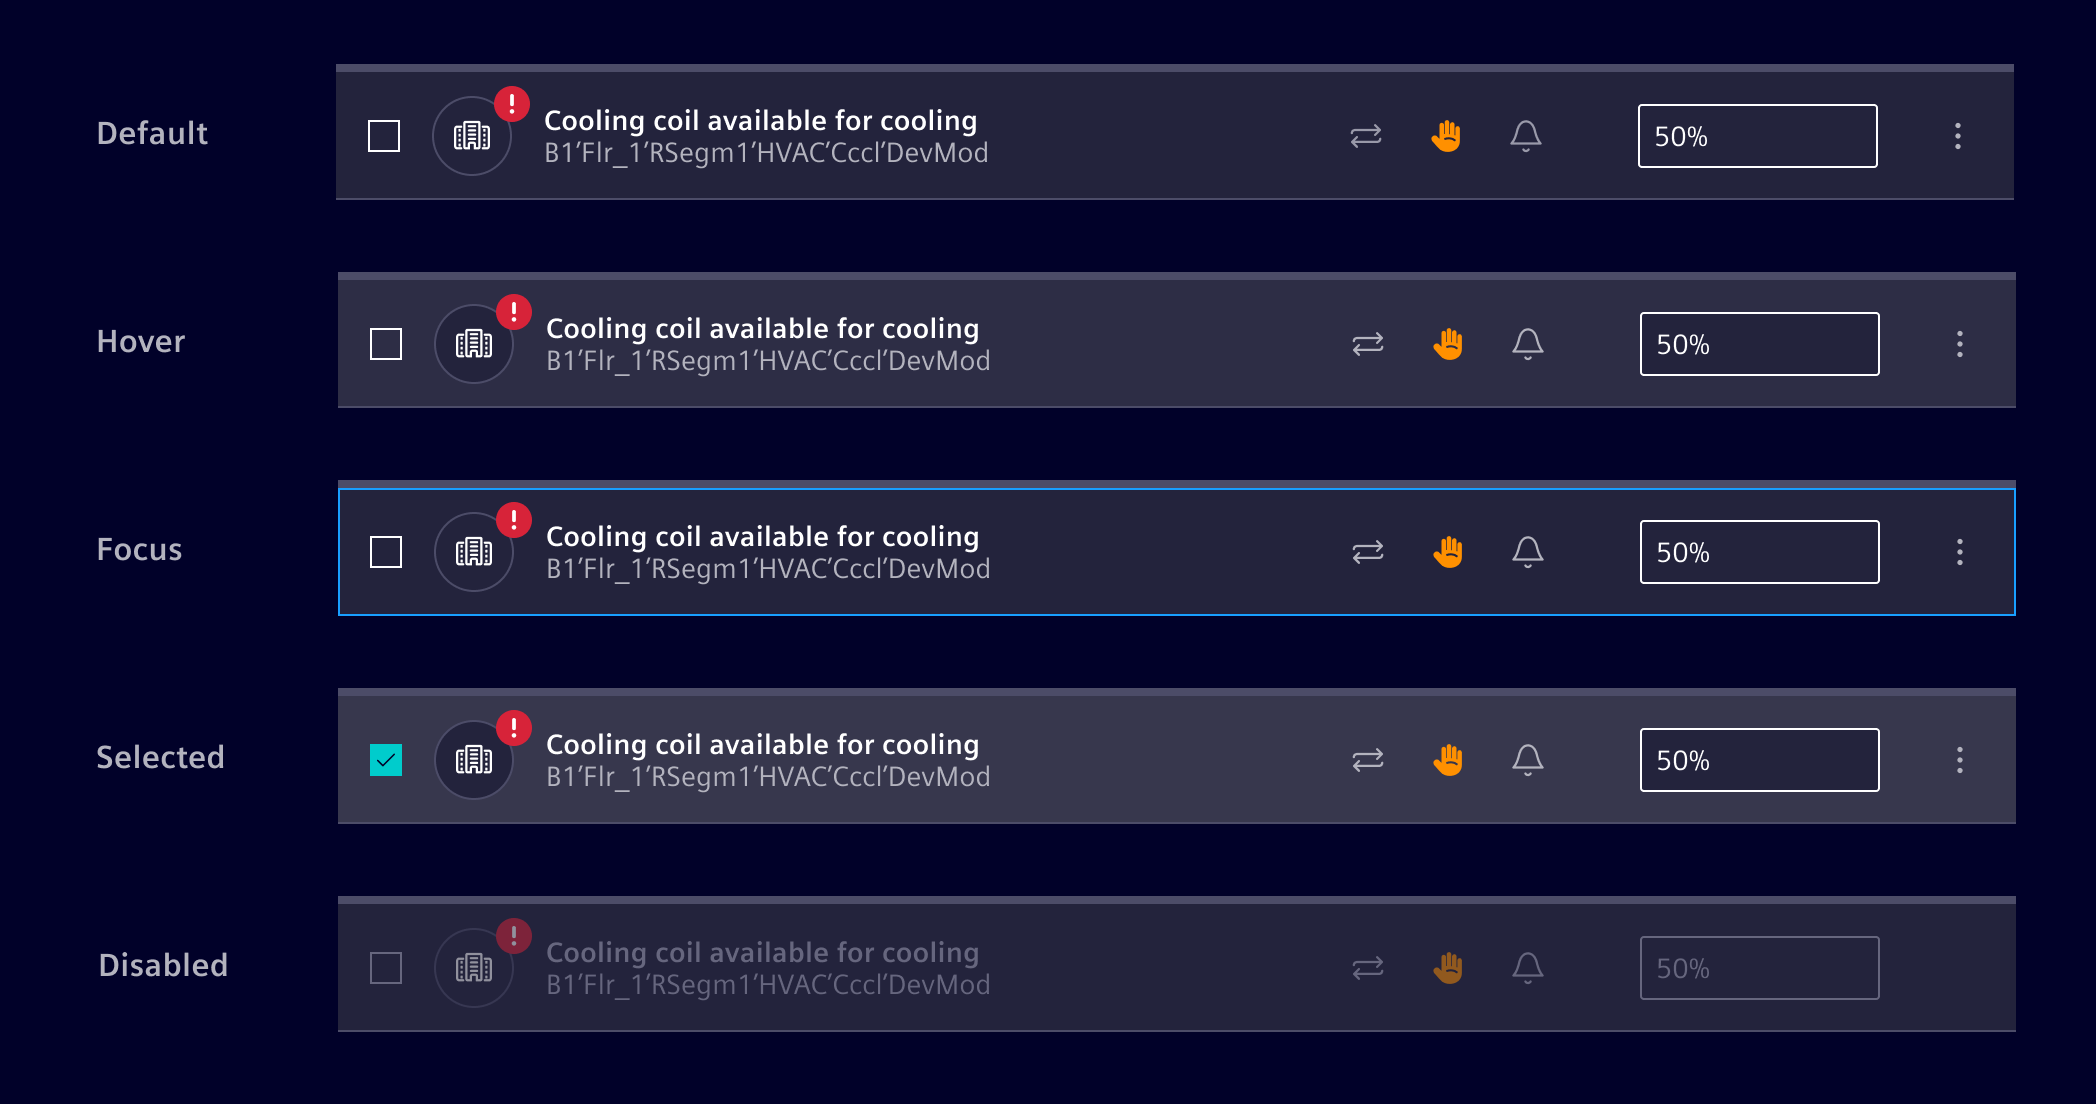 Default
Cooling coil available for cooling
B1’Flr_1’RSegm1’HVAC’Cccl’DevMod
50%
Hover
Cooling coil available for cooling
B1’Flr_1’RSegm1’HVAC’Cccl’DevMod
50%
Focus
Cooling coil available for cooling
B1’Flr_1’RSegm1’HVAC’Cccl’DevMod
50%
Selected
Cooling coil available for cooling
B1’Flr_1’RSegm1’HVAC’Cccl’DevMod
50%
Disabled
Cooling coil available for cooling
B1’Flr_1’RSegm1’HVAC’Cccl’DevMod
50%